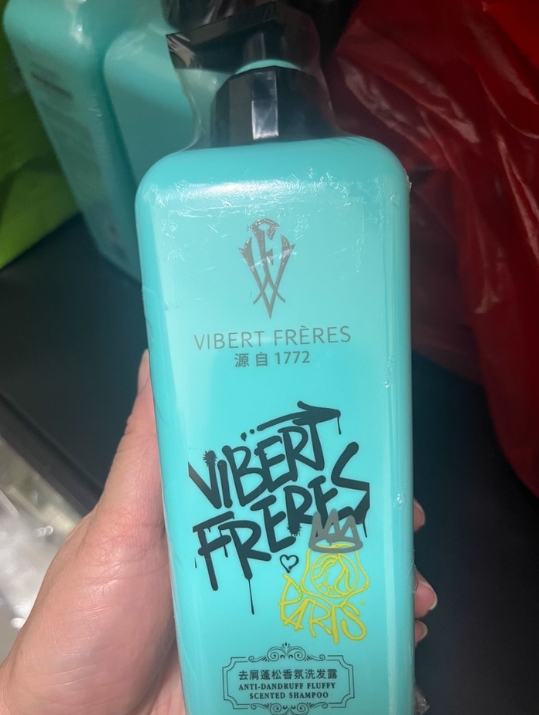 VIBERT FRÈRES
源自1772
VIBERT
FRERES
PARIS
去屑蓬松香氛洗发露
ANTI-DANDRUFF FLUFFY
SCENTED SHAMPOO